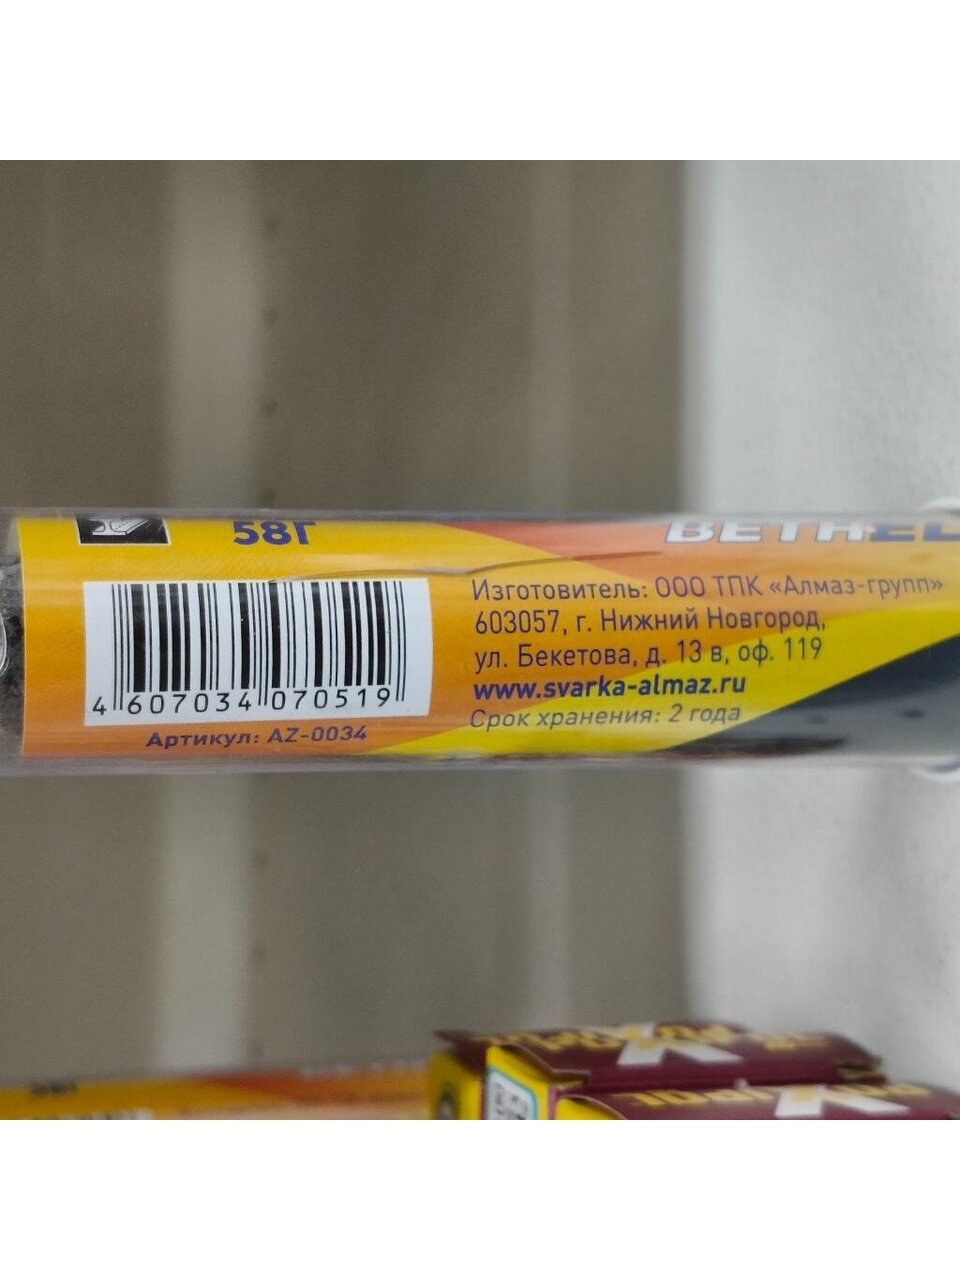 58Г
BETHEL
4 607034 070519
Артикул: AZ-0034
Изготовитель: ООО ТПК «Алмаз-групп»
603057, г. Нижний Новгород,
ул. Бекетова, д. 13 в, оф. 119
www.svarka-almaz.ru
Срок хранения: 2 года